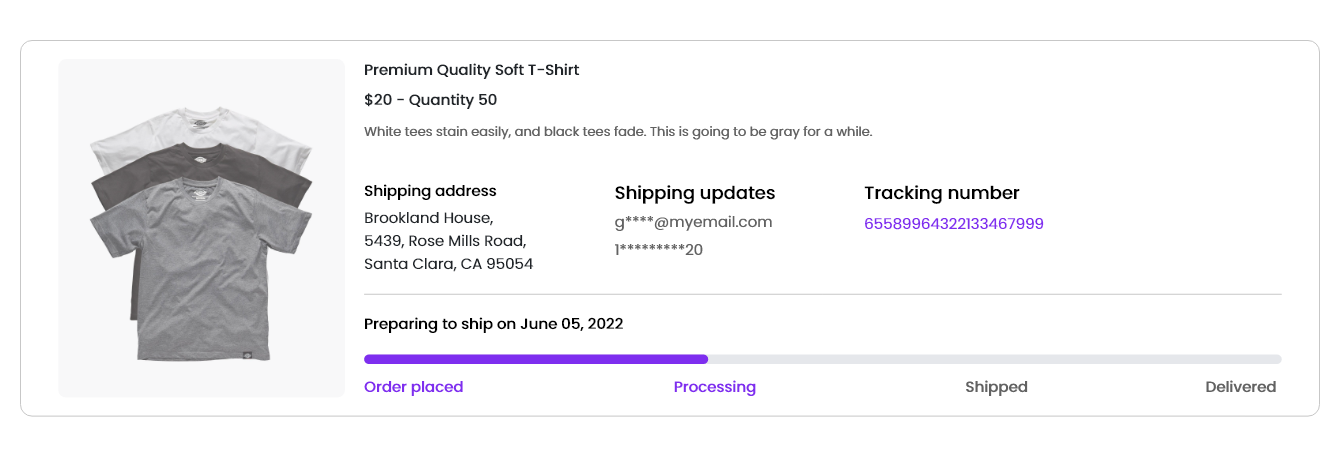 Premium Quality Soft T-Shirt
$20 - Quantity 50
White tees stain easily, and black tees fade. This is going to be gray for a while.
Shipping address
Brookland House,
5439, Rose Mills Road,
Santa Clara, CA 95054
Shipping updates
g****@myemail.com
1*********20
Tracking number
65589964322133467999
Preparing to ship on June 05, 2022
Order placed
Processing
Shipped
Delivered